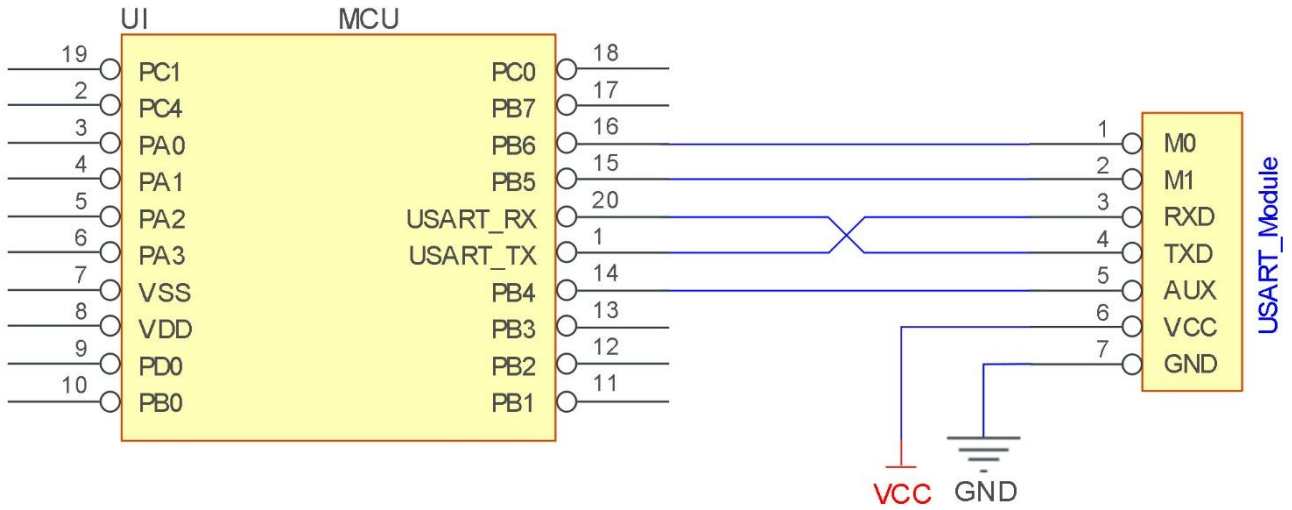 UI MCU
19 PC1 PC0 18
2 PC4 PB7 17
3 PA0 PB6 16 1 M0
4 PA1 PB5 15 2 M1
5 PA2 USART_RX 20 3 RXD
6 PA3 USART_TX 1 4 TXD
7 VSS PB4 14 5 AUX
8 VDD PB3 13 6 VCC
9 PD0 PB2 12 7 GND
10 PB0 PB1 11
USART_Module
VCC GND